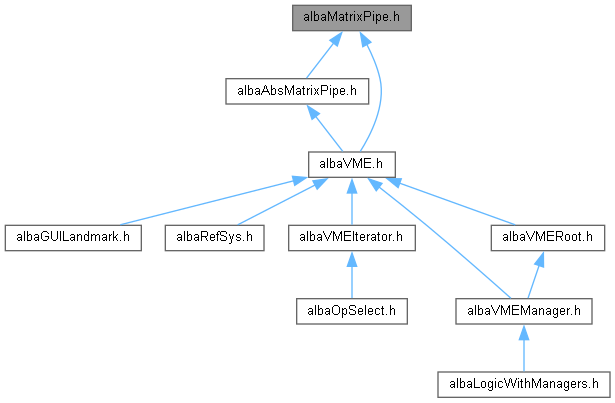 albaMatrixPipe.h
albaAbsMatrixPipe.h
albaVME.h
albaGUILandmark.h
albaRefSys.h
albaVMEIterator.h
albaVMERoot.h
albaOpSelect.h
albaVMEManager.h
albaLogicWithManagers.h